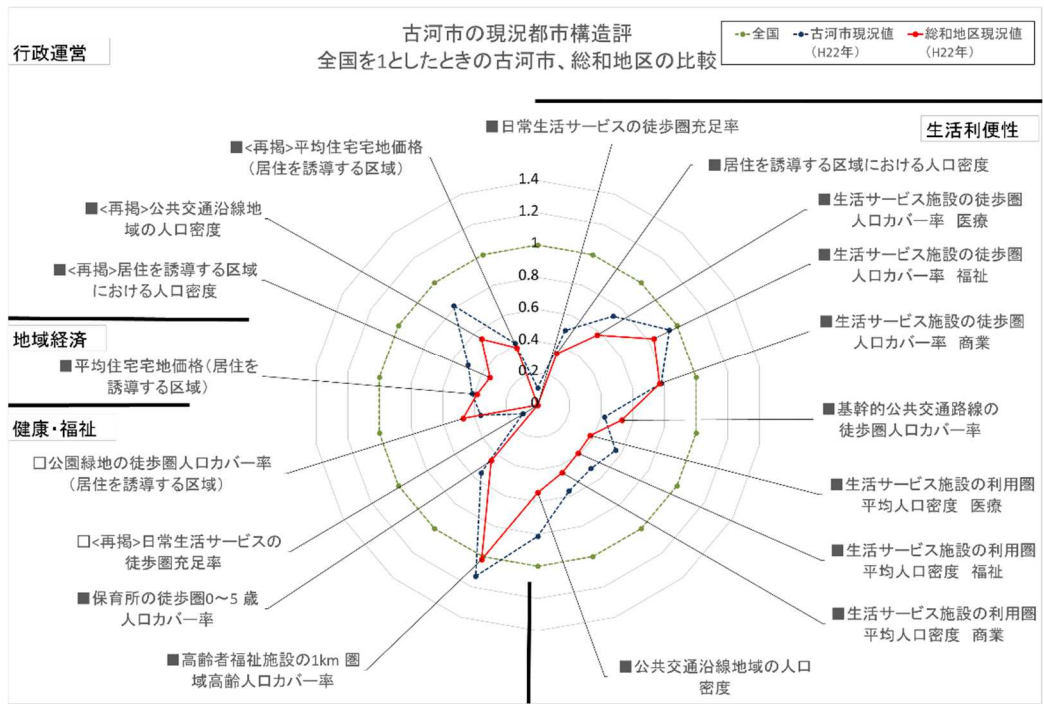 古河市の現況都市構造評
全国を1としたときの古河市、総和地区の比較
行政運営
全国
古河市現況値
（H22年）
総和地区現況値
（H22年）
生活利便性
■日常生活サービスの徒歩圏充足率
■居住を誘導する区域における人口密度
■生活サービス施設の徒歩圏
人口カバー率　医療
■生活サービス施設の徒歩圏
人口カバー率　福祉
■生活サービス施設の徒歩圏
人口カバー率　商業
■基幹的公共交通路線の
徒歩圏人口カバー率
■生活サービス施設の利用圏
平均人口密度　医療
■生活サービス施設の利用圏
平均人口密度　福祉
■生活サービス施設の利用圏
平均人口密度　商業
■公共交通沿線地域の人口
密度
■高齢者福祉施設の1km 圏
域高齢人口カバー率
■保育所の徒歩圏0～5 歳
人口カバー率
□<再掲>日常生活サービスの
徒歩圏充足率
□公園緑地の徒歩圏人口カバー率
（居住を誘導する区域）
健康・福祉
■平均住宅宅地価格（居住を
誘導する区域）
地域経済
■<再掲>居住を誘導する区域
における人口密度
■<再掲>公共交通沿線地
域の人口密度
■<再掲>平均住宅宅地価格
（居住を誘導する区域）
1.4
1.2
1
0.8
0.6
0.4
0.2
0